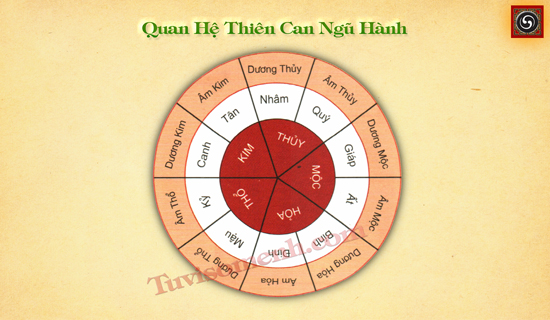 Quan Hệ Thiên Can Ngũ Hành
Dương Thủy
Âm Thủy
Dương Mộc
Âm Mộc
Dương Hỏa
Âm Hỏa
Dương Thổ
Âm Thổ
Dương Kim
Âm Kim
Nhâm
Quý
Giáp
Ất
Bính
Đinh
Mậu
Kỷ
Canh
Tân
THỦY
MỘC
HỎA
THỔ
KIM
Tuvisomenh.com